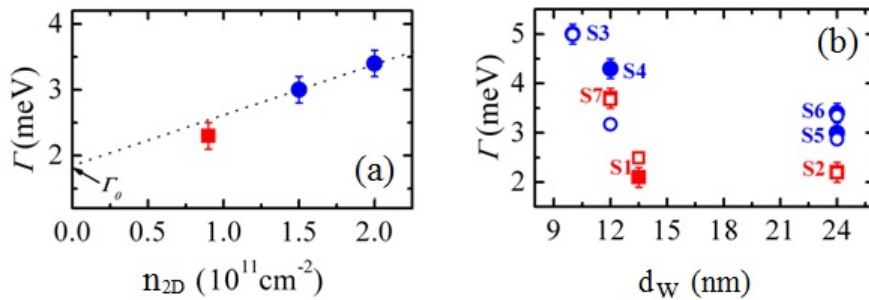 (a)
Γ(meV)
4
3
2
Γ₀
0.0 0.5 1.0 1.5 2.0
n₂D (10¹¹cm⁻²)
(b)
Γ(meV)
5
4
3
2
S3
S4
S7
S1
S6
S5
S2
9 12 15 18 21 24
dW (nm)